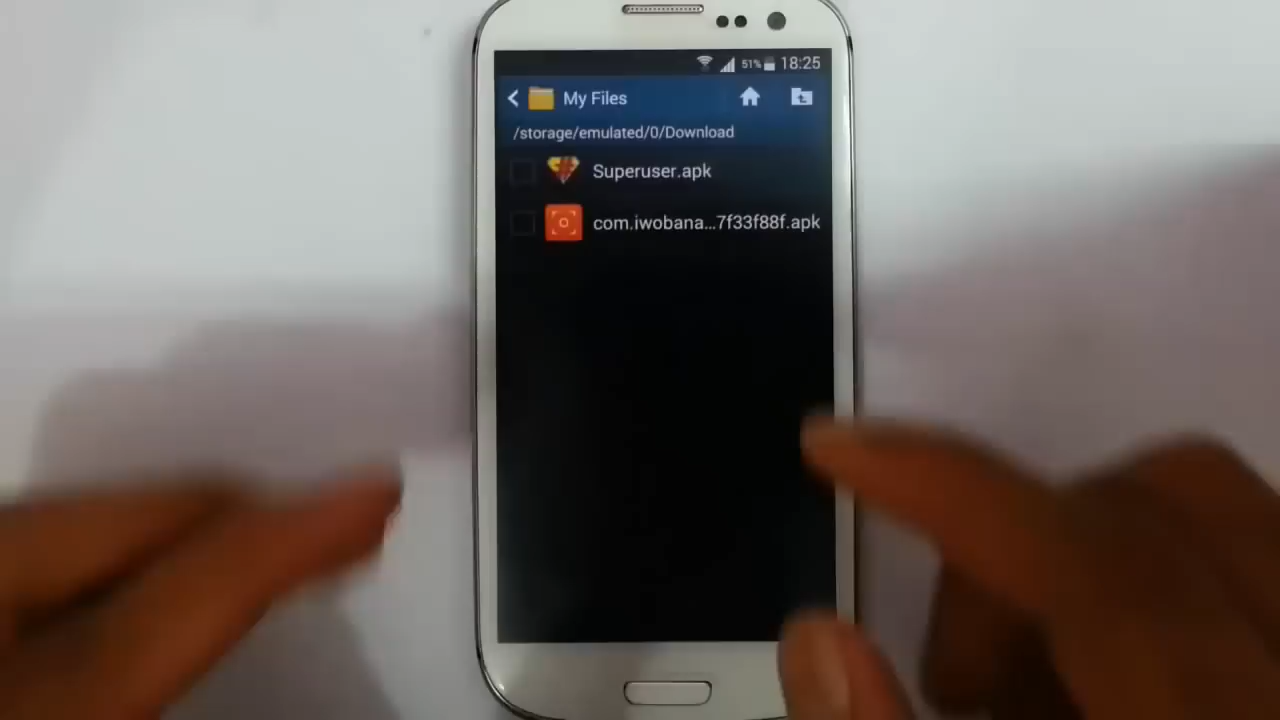 51% 18:25
My Files
/storage/emulated/0/Download
Superuser.apk
com.iwobana...7f33f88f.apk